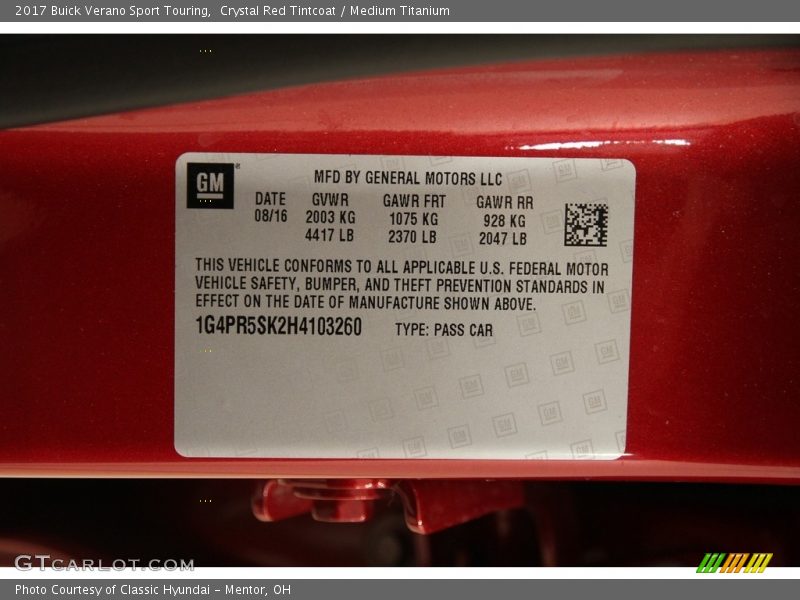 2017 Buick Verano Sport Touring,  Crystal Red Tintcoat / Medium Titanium
GM
MFD BY GENERAL MOTORS LLC
DATE GVWR GAWR FRT GAWR RR
08/16 2003 KG 1075 KG 928 KG
4417 LB 2370 LB 2047 LB
THIS VEHICLE CONFORMS TO ALL APPLICABLE U.S. FEDERAL MOTOR
VEHICLE SAFETY, BUMPER, AND THEFT PREVENTION STANDARDS IN
EFFECT ON THE DATE OF MANUFACTURE SHOWN ABOVE.
1G4PR5SK2H4103260 TYPE: PASS CAR
GTCARLOT.COM
Photo Courtesy of Classic Hyundai - Mentor, OH